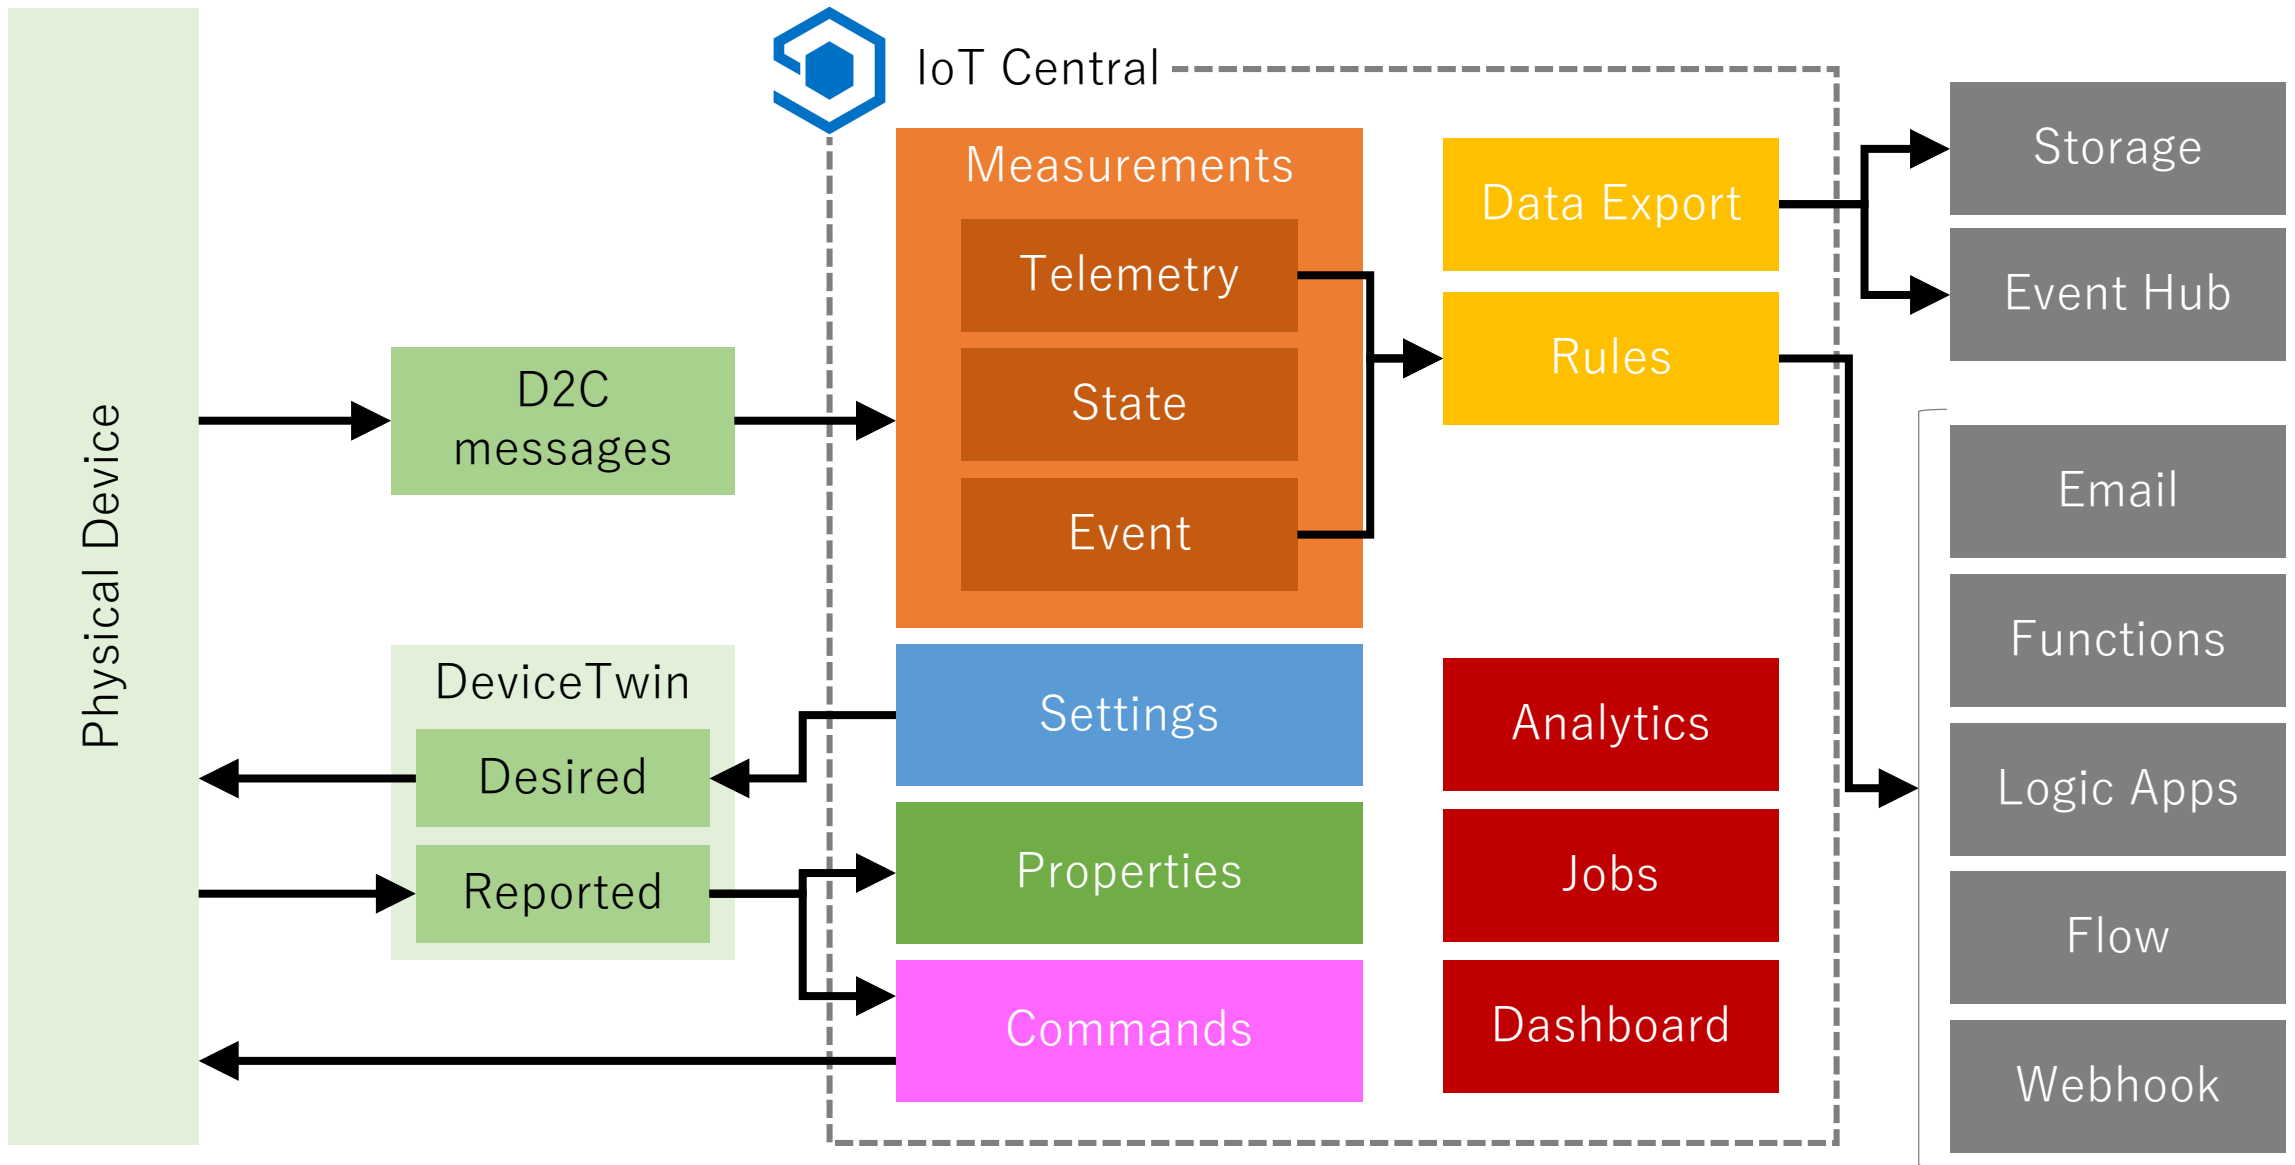 Physical Device
D2C
messages
DeviceTwin
Desired
Reported
IoT Central
Measurements
Telemetry
State
Event
Settings
Properties
Commands
Data Export
Rules
Analytics
Jobs
Dashboard
Storage
Event Hub
Email
Functions
Logic Apps
Flow
Webhook